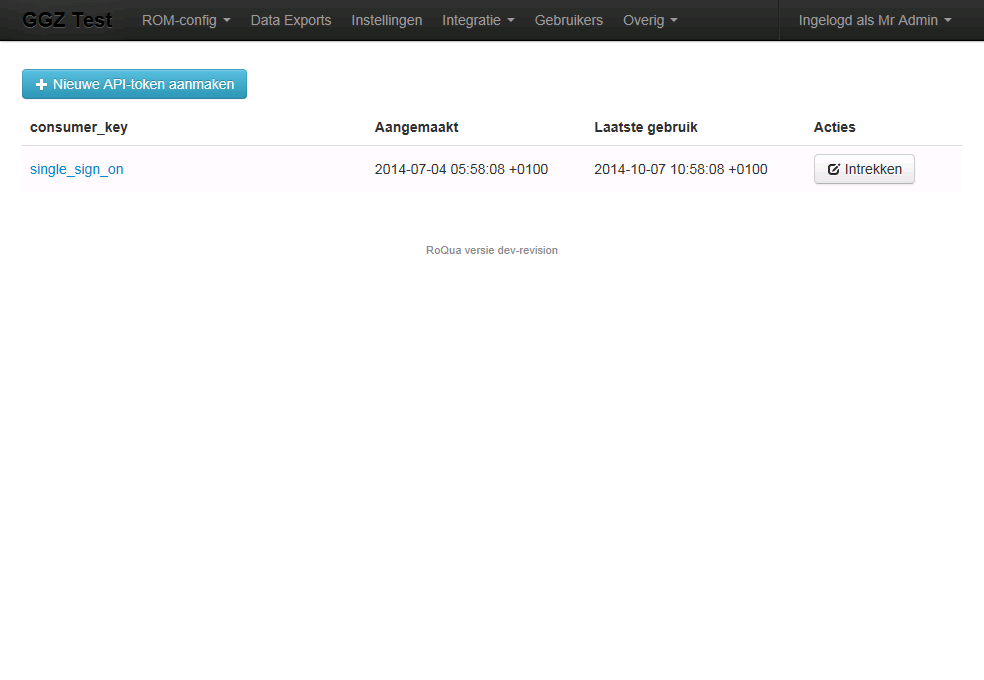 GGZ Test ROM-config Data Exports Instellingen Integratie Gebruikers Overig Ingelogd als Mr Admin
Nieuwe API-token aanmaken
consumer_key Aangemaakt Laatste gebruik Acties
single_sign_on 2014-07-04 05:58:08 +0100 2014-10-07 10:58:08 +0100 Intrekken
RoQua versie dev-revision